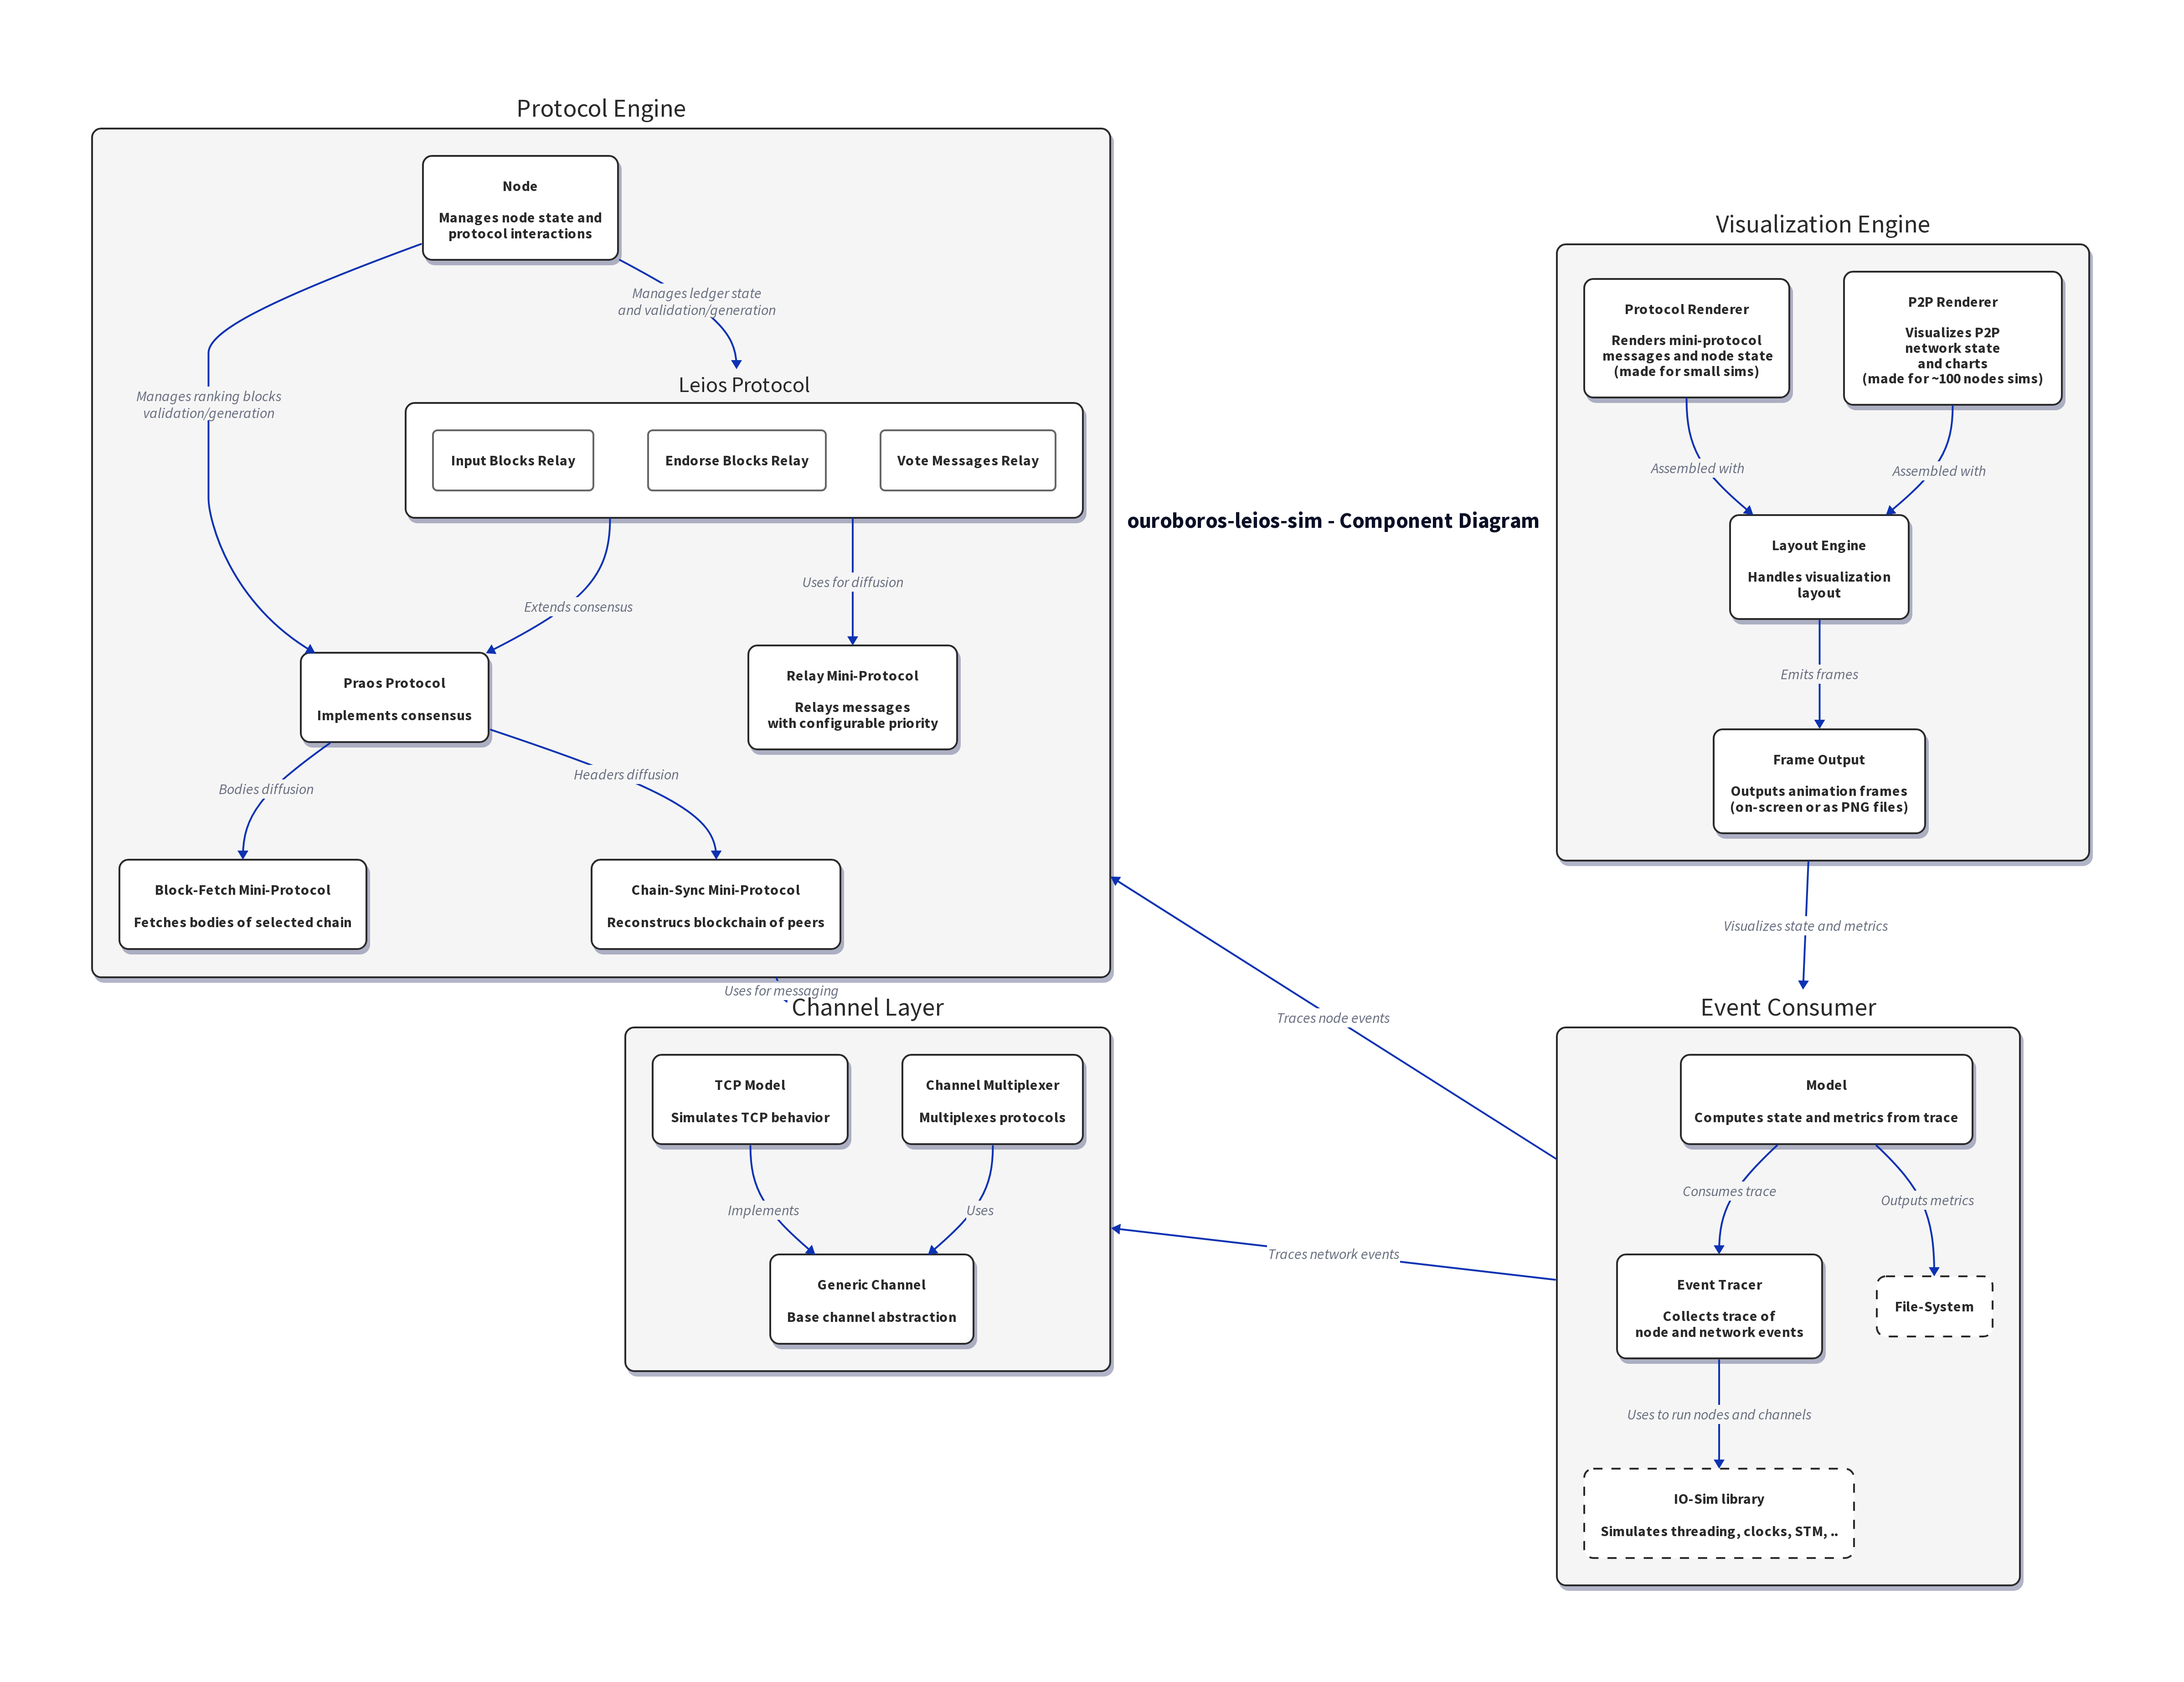 Protocol Engine
Node
Manages node state and
protocol interactions
Manages ledger state
and validation/generation
Manages ranking blocks
validation/generation
Leios Protocol
Input Blocks Relay
Endorse Blocks Relay
Vote Messages Relay
Extends consensus
Uses for diffusion
Praos Protocol
Implements consensus
Relay Mini-Protocol
Relays messages
with configurable priority
Bodies diffusion
Headers diffusion
Block-Fetch Mini-Protocol
Fetches bodies of selected chain
Chain-Sync Mini-Protocol
Reconstrucs blockchain of peers
Uses for messaging
Channel Layer
TCP Model
Simulates TCP behavior
Channel Multiplexer
Multiplexes protocols
Implements
Uses
Generic Channel
Base channel abstraction
ouroboros-leios-sim - Component Diagram
Traces node events
Traces network events
Visualization Engine
Protocol Renderer
Renders mini-protocol
messages and node state
(made for small sims)
P2P Renderer
Visualizes P2P
network state
and charts
(made for ~100 nodes sims)
Assembled with
Assembled with
Layout Engine
Handles visualization
layout
Emits frames
Frame Output
Outputs animation frames
(on-screen or as PNG files)
Visualizes state and metrics
Event Consumer
Model
Computes state and metrics from trace
Consumes trace
Outputs metrics
Event Tracer
Collects trace of
node and network events
File-System
Uses to run nodes and channels
IO-Sim library
Simulates threading, clocks, STM, ..